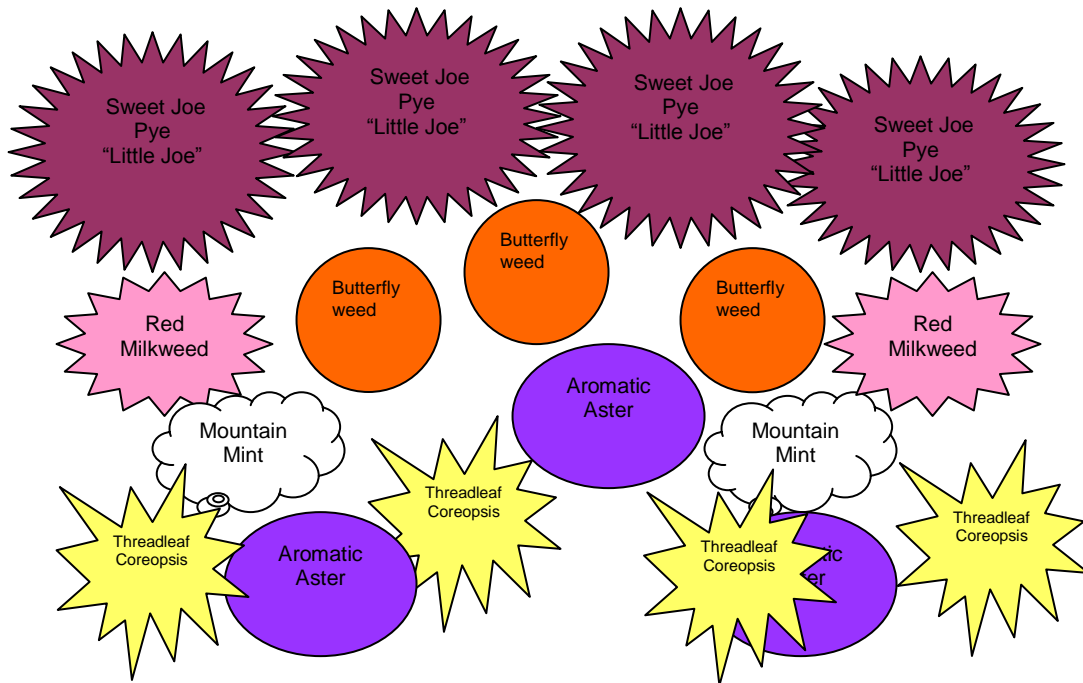 Sweet Joe
Pye
“Little Joe”
Sweet Joe
Pye
“Little Joe”
Sweet Joe
Pye
“Little Joe”
Sweet Joe
Pye
“Little Joe”
Butterfly
weed
Butterfly
weed
Butterfly
weed
Red
Milkweed
Red
Milkweed
Aromatic
Aster
Mountain
Mint
Mountain
Mint
Threadleaf
Coreopsis
Threadleaf
Coreopsis
Aromatic
Aster
Threadleaf
Coreopsis
Threadleaf
Coreopsis